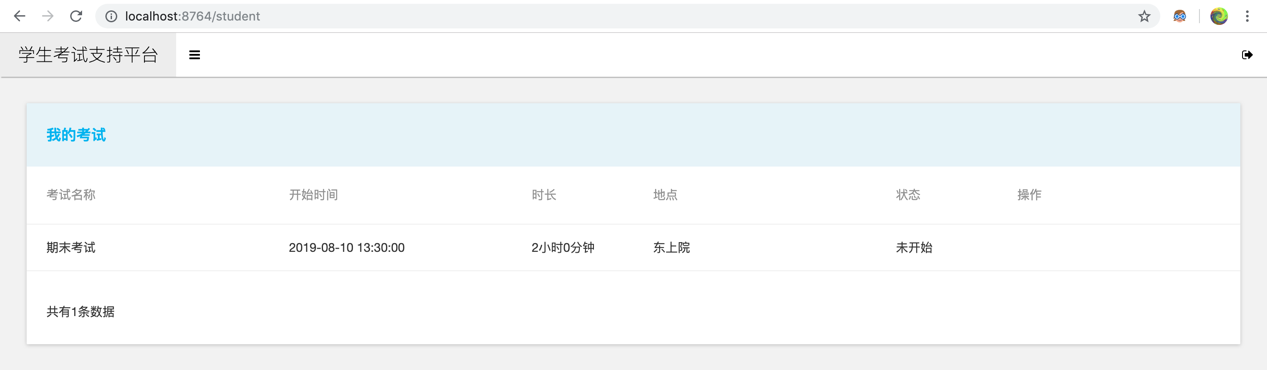 localhost:8764/student
学生考试支持平台
我的考试
考试名称 开始时间 时长 地点 状态 操作
期末考试 2019-08-10 13:30:00 2小时0分钟 东上院 未开始
共有1条数据